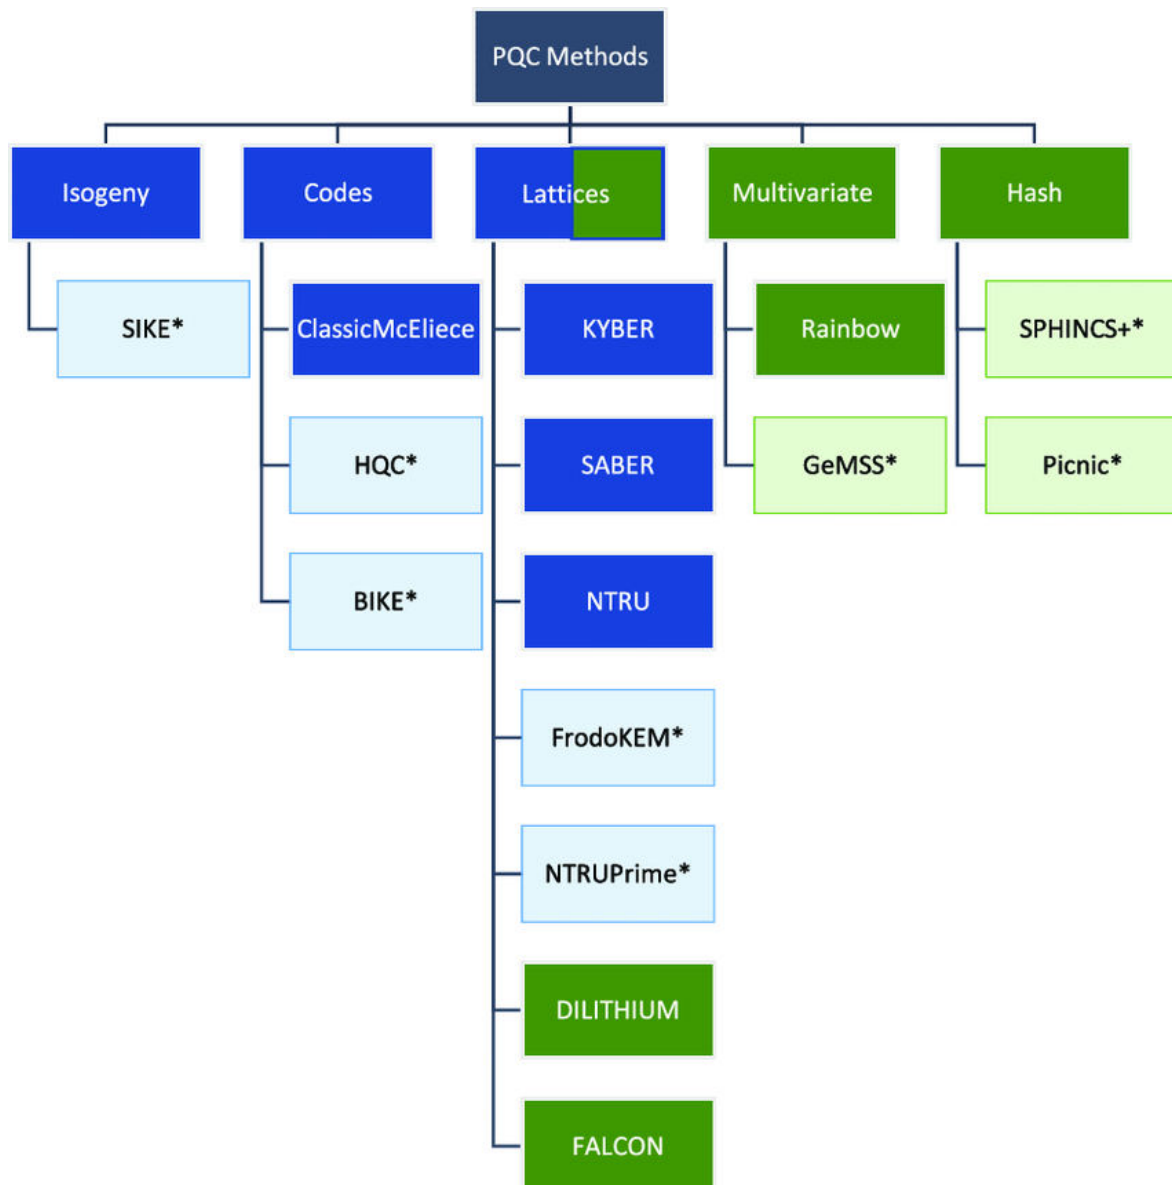 PQC Methods
Isogeny
Codes
Lattices
Multivariate
Hash
SIKE*
ClassicMcEliece
KYBER
Rainbow
SPHINCS+*
HQC*
SABER
GeMSS*
Picnic*
BIKE*
NTRU
FrodoKEM*
NTRUPrime*
DILITHIUM
FALCON